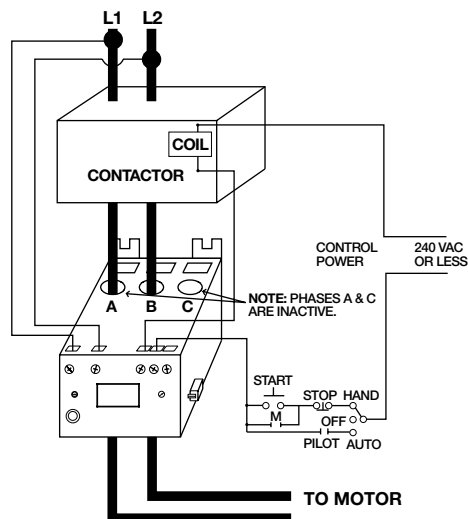 L1 L2
COIL
CONTACTOR
CONTROL POWER
240 VAC OR LESS
A B C
NOTE: PHASES A & C
ARE INACTIVE.
START
M
STOP HAND
OFF
PILOT AUTO
TO MOTOR